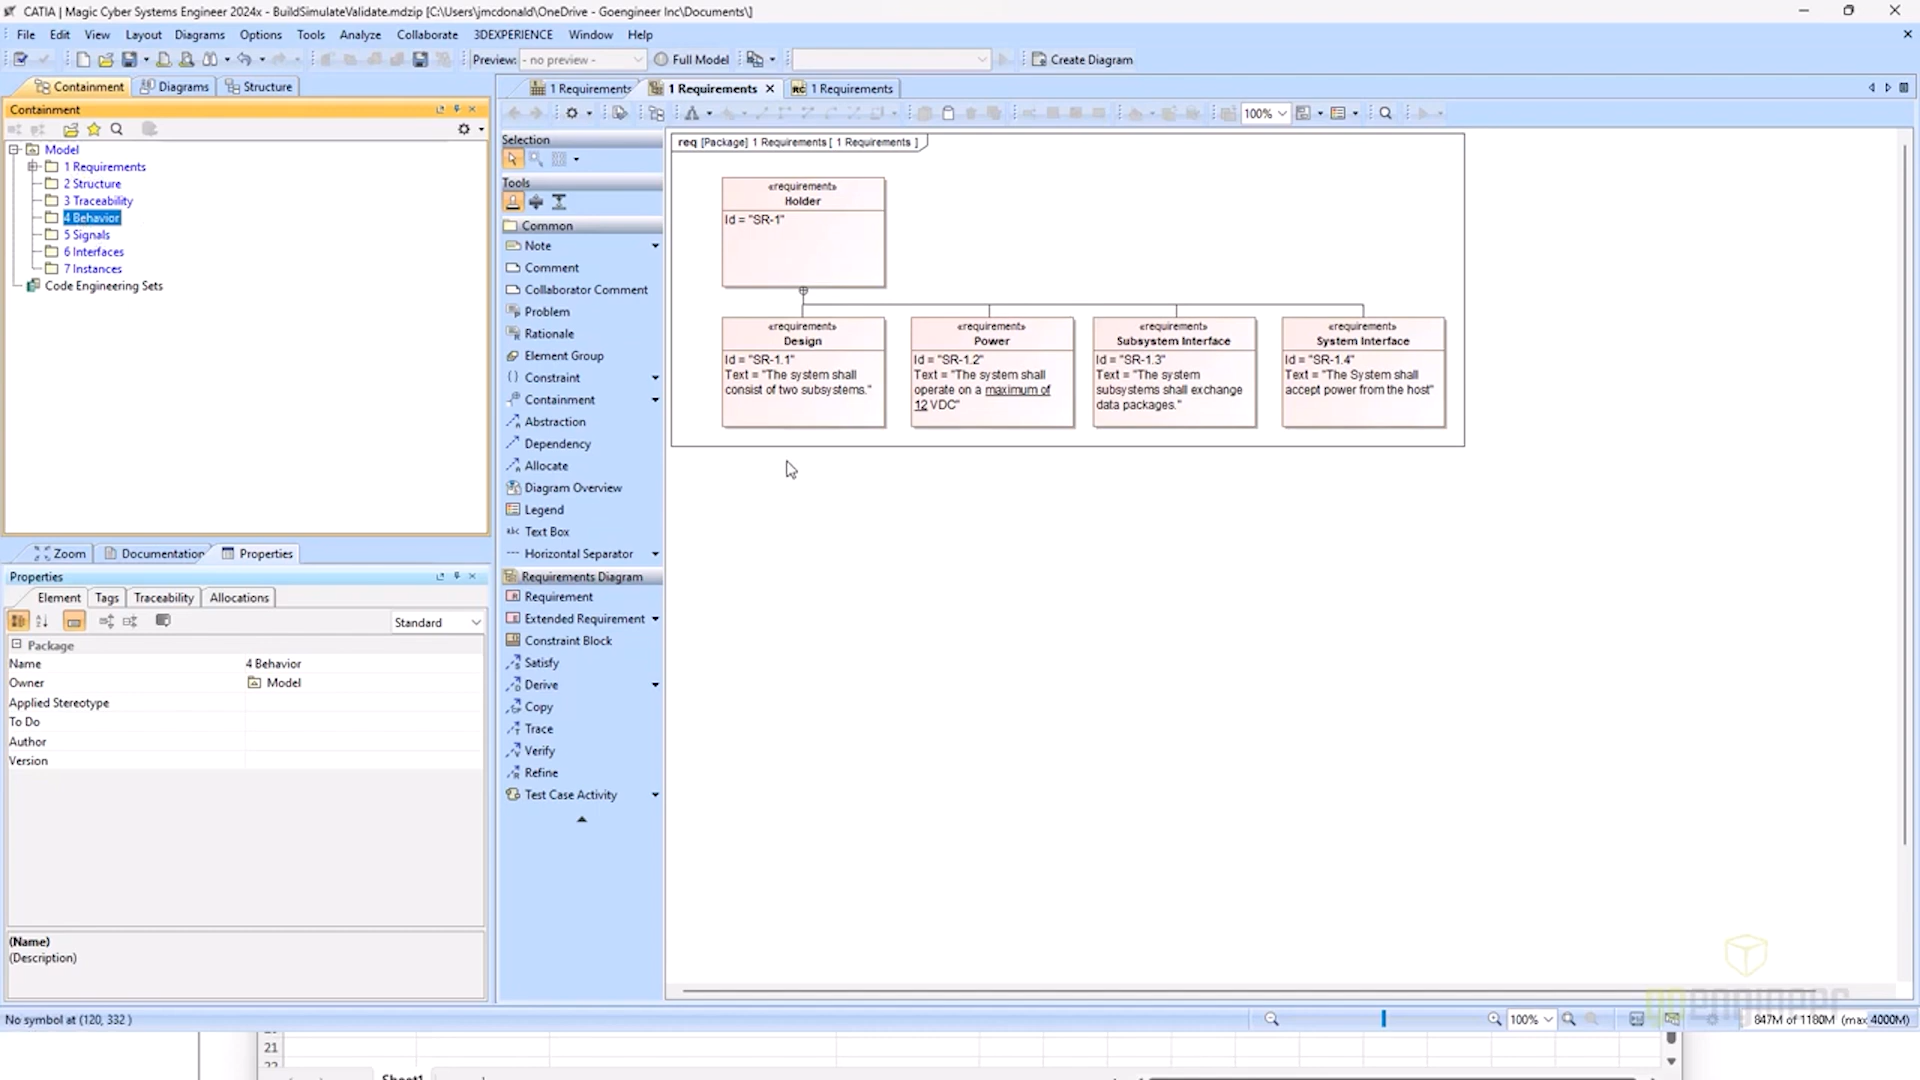 CATIA | Magic Cyber Systems Engineer 2024x - BuildSimulateValidate.mdzip [C:\Users\jmcdonald\OneDrive - Goengineer Inc\Documents\]
File Edit View Layout Diagrams Options Tools Analyze Collaborate 3DEXPERIENCE Window Help
Preview: - no preview - Full Model Create Diagram
Containment Diagrams Structure
1 Requirements 1 Requirements RC 1 Requirements
Containment
100%
Model
1 Requirements
2 Structure
3 Traceability
4 Behavior
5 Signals
6 Interfaces
7 Instances
Code Engineering Sets
Zoom Documentation Properties
Properties
Element Tags Traceability Allocations
Standard
Package
Name 4 Behavior
Owner Model
Applied Stereotype
To Do
Author
Version
(Name)
(Description)
Selection
Tools
Common
Note
Comment
Collaborator Comment
Problem
Rationale
Element Group
Constraint
Containment
Abstraction
Dependency
Allocate
Diagram Overview
Legend
Text Box
Horizontal Separator
Requirements Diagram
Requirement
Extended Requirement
Constraint Block
Satisfy
Derive
Copy
Trace
Verify
Refine
Test Case Activity
req [Package] 1 Requirements [ 1 Requirements ]
«requirement»
Holder
Id = "SR-1"
«requirement»
Design
Id = "SR-1.1"
Text = "The system shall
consist of two subsystems."
«requirement»
Power
Id = "SR-1.2"
Text = "The system shall
operate on a maximum of
12 VDC"
«requirement»
Subsystem Interface
Id = "SR-1.3"
Text = "The system
subsystems shall exchange
data packages."
«requirement»
System Interface
Id = "SR-1.4"
Text = "The System shall
accept power from the host"
goengineer
No symbol at (120, 332 )
100%
847M of 1180M (max 4000M)
21
Sheet1